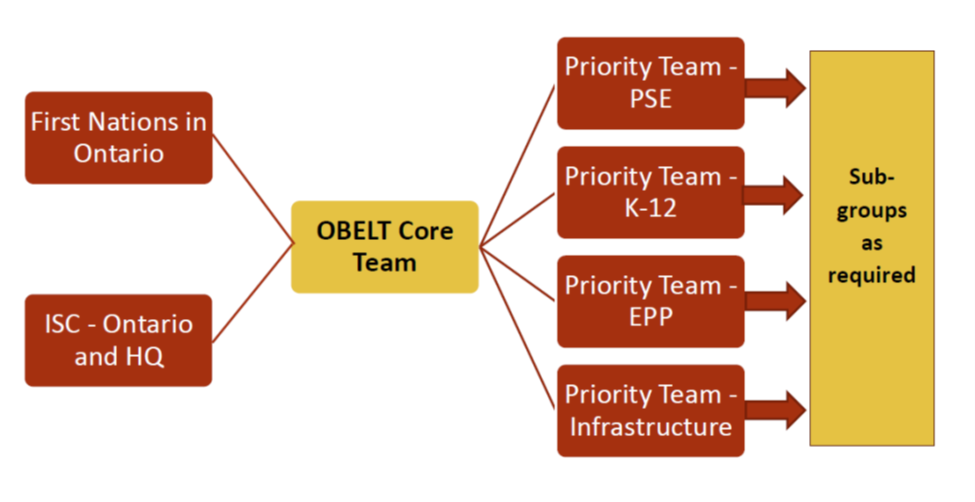 First Nations in
Ontario
ISC - Ontario
and HQ
OBELT Core
Team
Priority Team -
PSE
Priority Team -
K-12
Priority Team -
EPP
Priority Team -
Infrastructure
Sub-
groups
as
required